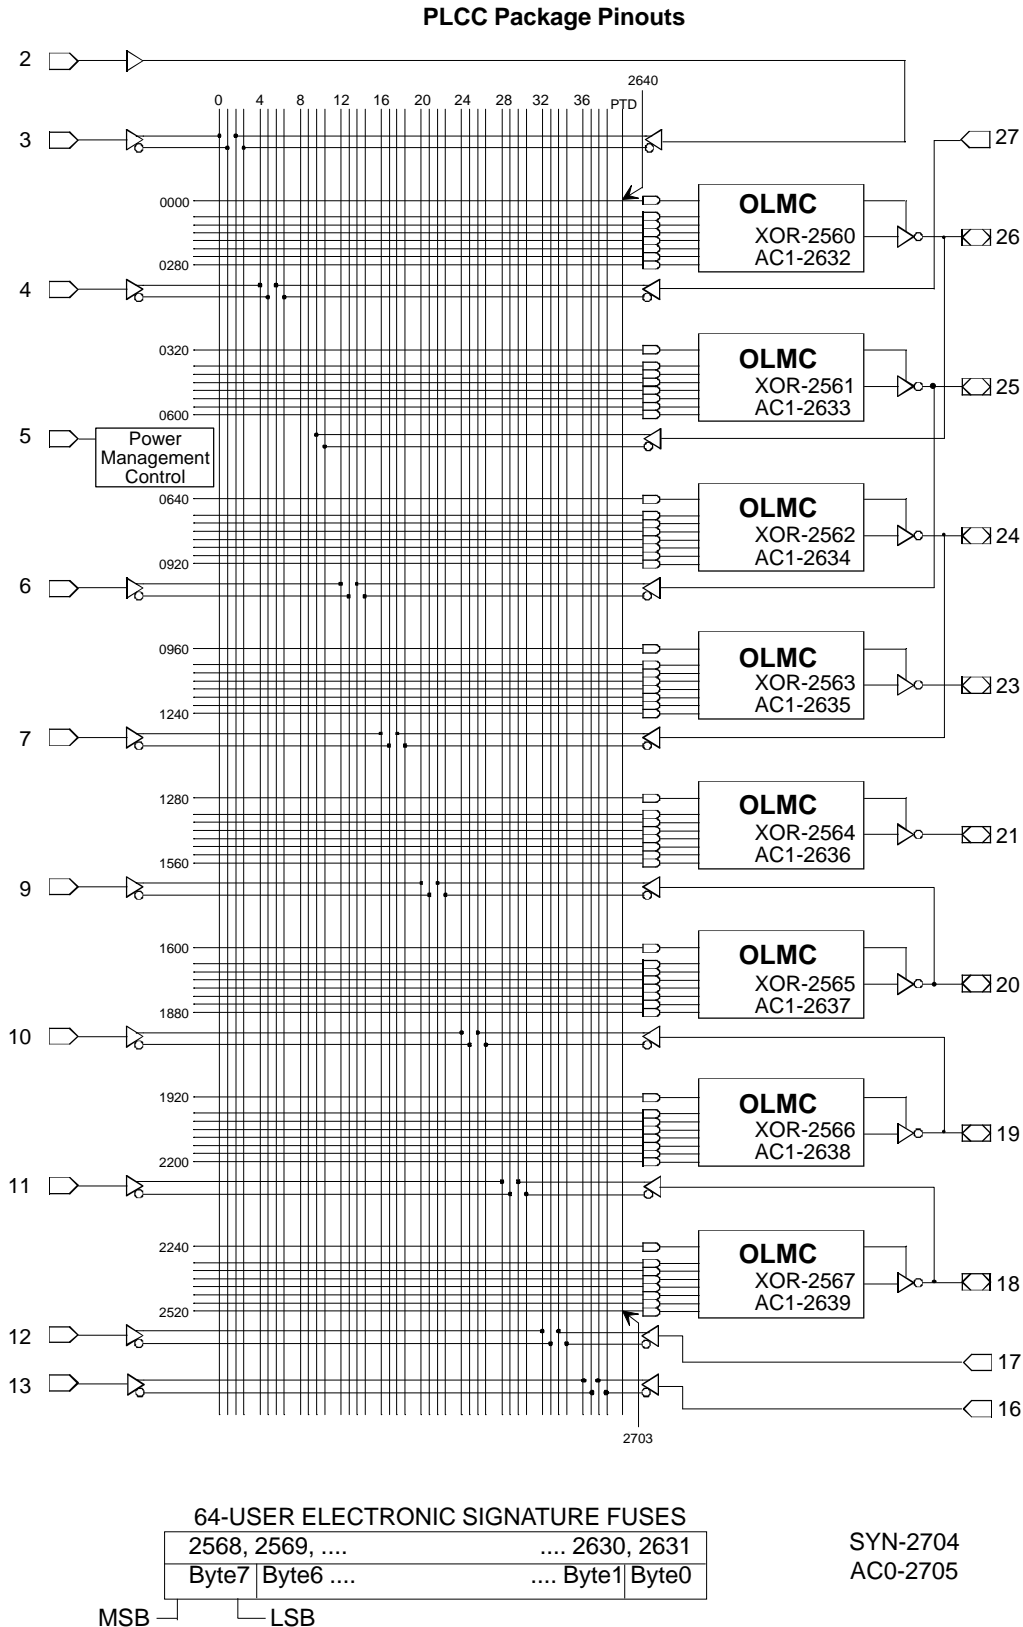 PLCC Package Pinouts
2
2640
0 4 8 12 16 20 24 28 32 36 PTD
3
27
0000
OLMC
XOR-2560
AC1-2632
26
0280
4
0320
OLMC
XOR-2561
AC1-2633
25
0600
5
Power
Management
Control
0640
OLMC
XOR-2562
AC1-2634
24
0920
6
0960
OLMC
XOR-2563
AC1-2635
23
1240
7
1280
OLMC
XOR-2564
AC1-2636
21
1560
9
1600
OLMC
XOR-2565
AC1-2637
20
1880
10
1920
OLMC
XOR-2566
AC1-2638
19
2200
11
2240
OLMC
XOR-2567
AC1-2639
18
2520
12
17
13
16
2703
64-USER ELECTRONIC SIGNATURE FUSES
2568, 2569, .... .... 2630, 2631
Byte7 Byte6 .... .... Byte1 Byte0
MSB LSB
SYN-2704
AC0-2705